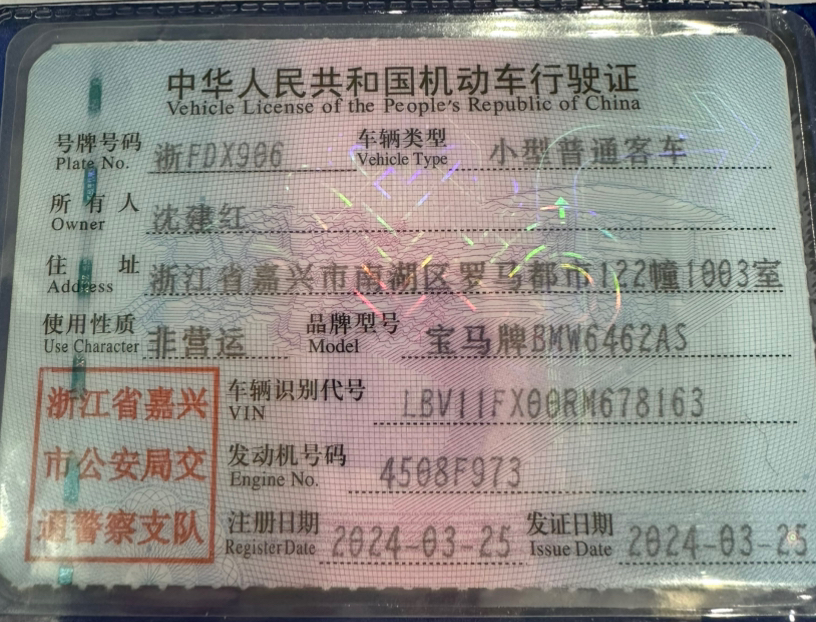 中华人民共和国机动车行驶证
Vehicle License of the People's Republic of China
号牌号码 浙FDX906 车辆类型 小型普通客车
Plate No. Vehicle Type
所有人 沈建红
Owner
住址 浙江省嘉兴市南湖区罗马都市122幢1003室
Address
使用性质 非营运 品牌型号 宝马牌BMW6462AS
Use Character Model
浙江省嘉兴
市公安局交
通警察支队
车辆识别代号 LBV11FX00RM678163
VIN
发动机号码 4508F973
Engine No.
注册日期 2024-03-25 发证日期 2024-03-25
Register Date Issue Date